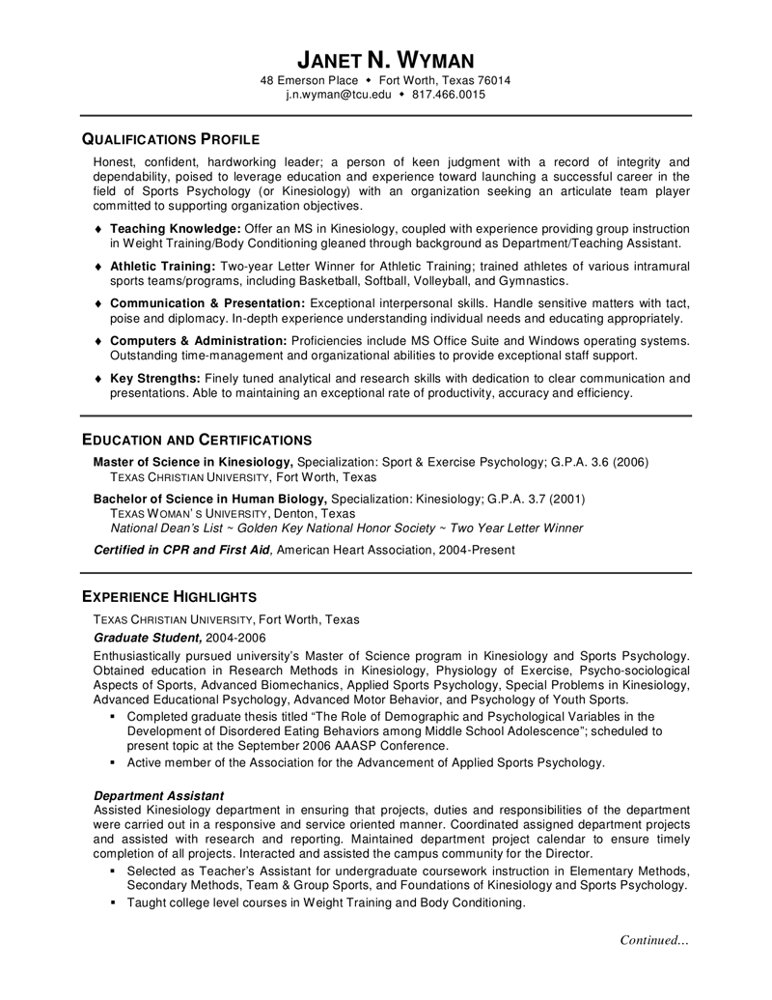 JANET N. WYMAN
48 Emerson Place ♦ Fort Worth, Texas 76014
j.n.wyman@tcu.edu ♦ 817.466.0015
QUALIFICATIONS PROFILE
Honest, confident, hardworking leader; a person of keen judgment with a record of integrity and
dependability, poised to leverage education and experience toward launching a successful career in the
field of Sports Psychology (or Kinesiology) with an organization seeking an articulate team player
committed to supporting organization objectives.
♦ Teaching Knowledge: Offer an MS in Kinesiology, coupled with experience providing group instruction
in Weight Training/Body Conditioning gleaned through background as Department/Teaching Assistant.
♦ Athletic Training: Two-year Letter Winner for Athletic Training; trained athletes of various intramural
sports teams/programs, including Basketball, Softball, Volleyball, and Gymnastics.
♦ Communication & Presentation: Exceptional interpersonal skills. Handle sensitive matters with tact,
poise and diplomacy. In-depth experience understanding individual needs and educating appropriately.
♦ Computers & Administration: Proficiencies include MS Office Suite and Windows operating systems.
Outstanding time-management and organizational abilities to provide exceptional staff support.
♦ Key Strengths: Finely tuned analytical and research skills with dedication to clear communication and
presentations. Able to maintaining an exceptional rate of productivity, accuracy and efficiency.
EDUCATION AND CERTIFICATIONS
Master of Science in Kinesiology, Specialization: Sport & Exercise Psychology; G.P.A. 3.6 (2006)
TEXAS CHRISTIAN UNIVERSITY, Fort Worth, Texas
Bachelor of Science in Human Biology, Specialization: Kinesiology; G.P.A. 3.7 (2001)
TEXAS WOMAN' S UNIVERSITY, Denton, Texas
National Dean's List ~ Golden Key National Honor Society ~ Two Year Letter Winner
Certified in CPR and First Aid, American Heart Association, 2004-Present
EXPERIENCE HIGHLIGHTS
TEXAS CHRISTIAN UNIVERSITY, Fort Worth, Texas
Graduate Student, 2004-2006
Enthusiastically pursued university's Master of Science program in Kinesiology and Sports Psychology.
Obtained education in Research Methods in Kinesiology, Physiology of Exercise, Psycho-sociological
Aspects of Sports, Advanced Biomechanics, Applied Sports Psychology, Special Problems in Kinesiology,
Advanced Educational Psychology, Advanced Motor Behavior, and Psychology of Youth Sports.
▪ Completed graduate thesis titled “The Role of Demographic and Psychological Variables in the
Development of Disordered Eating Behaviors among Middle School Adolescence”; scheduled to
present topic at the September 2006 AAASP Conference.
▪ Active member of the Association for the Advancement of Applied Sports Psychology.
Department Assistant
Assisted Kinesiology department in ensuring that projects, duties and responsibilities of the department
were carried out in a responsive and service oriented manner. Coordinated assigned department projects
and assisted with research and reporting. Maintained department project calendar to ensure timely
completion of all projects. Interacted and assisted the campus community for the Director.
▪ Selected as Teacher's Assistant for undergraduate coursework instruction in Elementary Methods,
Secondary Methods, Team & Group Sports, and Foundations of Kinesiology and Sports Psychology.
▪ Taught college level courses in Weight Training and Body Conditioning.
Continued…